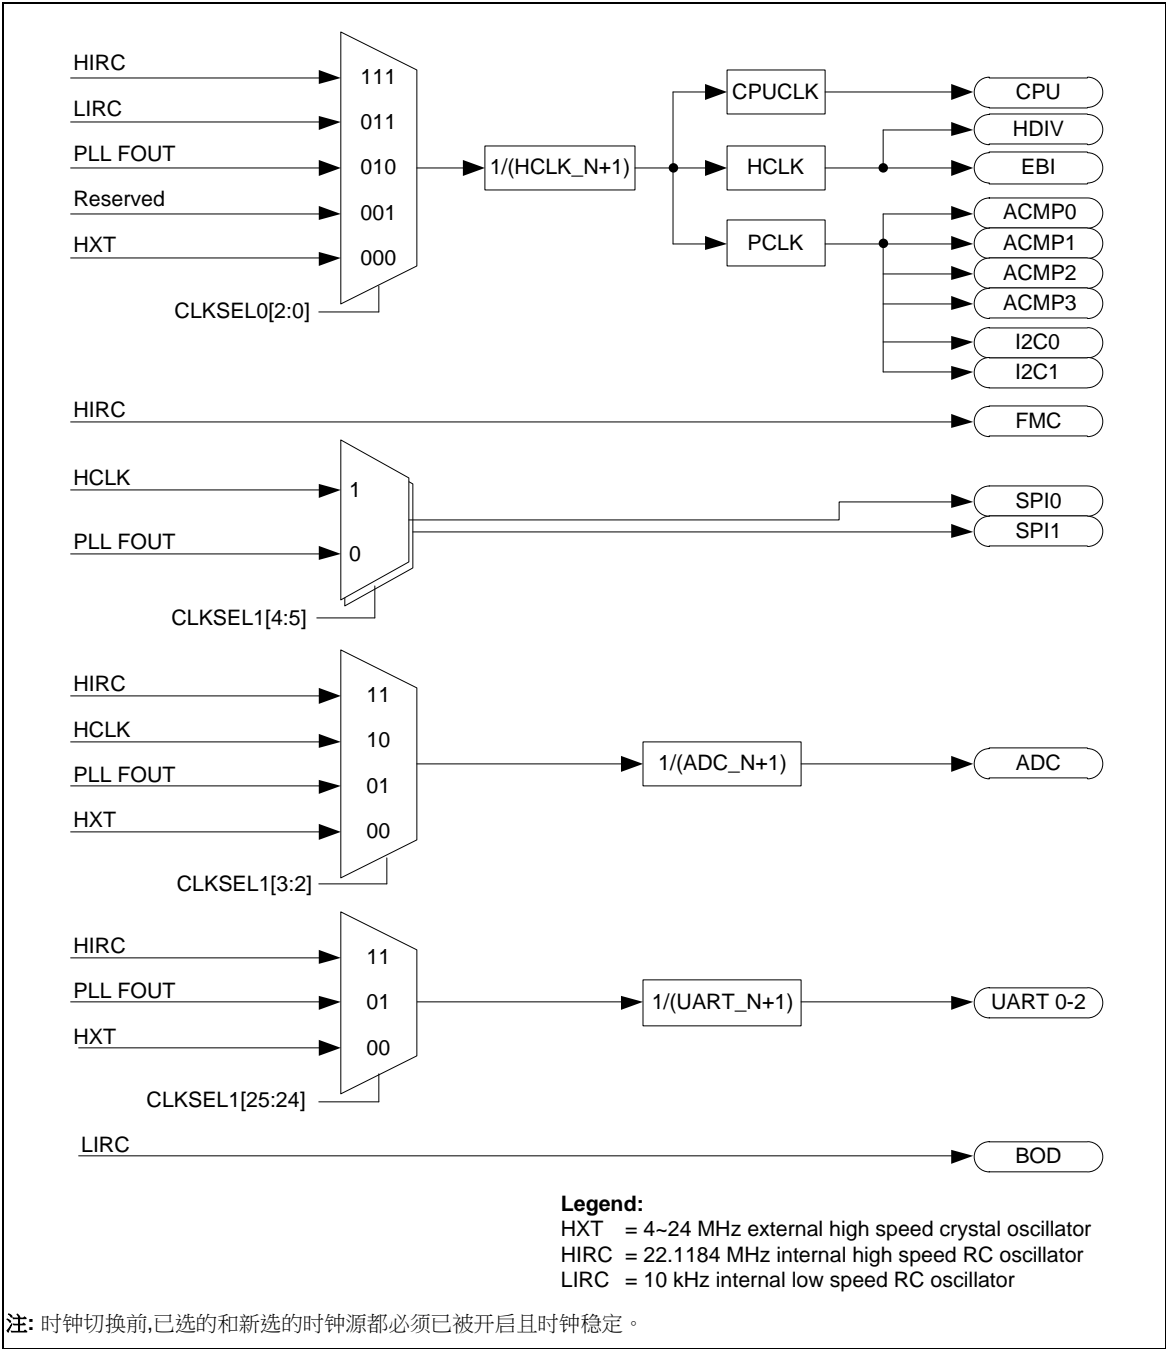 HIRC
LIRC
PLL FOUT
Reserved
HXT
111
011
010
001
000
CLKSEL0[2:0]
1/(HCLK_N+1)
CPUCLK
HCLK
PCLK
CPU
HDIV
EBI
ACMP0
ACMP1
ACMP2
ACMP3
I2C0
I2C1
HIRC
FMC
HCLK
PLL FOUT
1
0
CLKSEL1[4:5]
SPI0
SPI1
HIRC
HCLK
PLL FOUT
HXT
11
10
01
00
CLKSEL1[3:2]
1/(ADC_N+1)
ADC
HIRC
PLL FOUT
HXT
11
01
00
CLKSEL1[25:24]
1/(UART_N+1)
UART 0-2
LIRC
BOD
Legend:
HXT = 4~24 MHz external high speed crystal oscillator
HIRC = 22.1184 MHz internal high speed RC oscillator
LIRC = 10 kHz internal low speed RC oscillator
注: 时钟切换前,已选的和新选的时钟源都必须已被开启且时钟稳定。